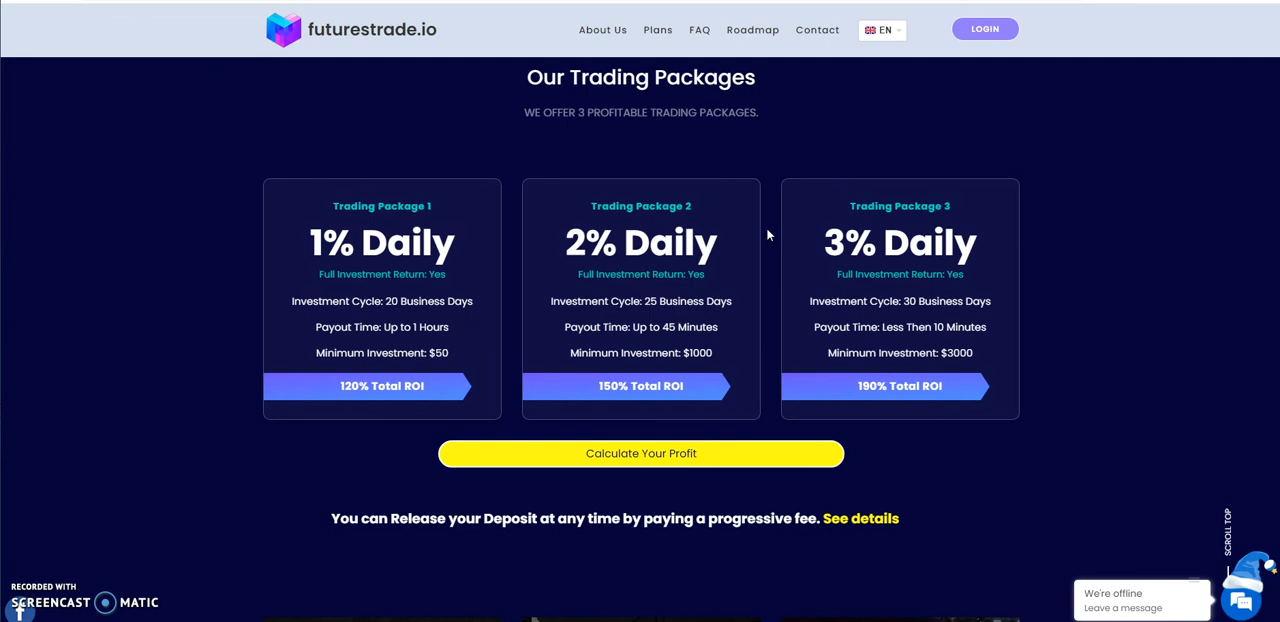 futurestrade.io
About Us Plans FAQ Roadmap Contact EN LOGIN
Our Trading Packages
WE OFFER 3 PROFITABLE TRADING PACKAGES.
Trading Package 1
1% Daily
Full Investment Return: Yes
Investment Cycle: 20 Business Days
Payout Time: Up to 1 Hours
Minimum Investment: $50
120% Total ROI
Trading Package 2
2% Daily
Full Investment Return: Yes
Investment Cycle: 25 Business Days
Payout Time: Up to 45 Minutes
Minimum Investment: $1000
150% Total ROI
Trading Package 3
3% Daily
Full Investment Return: Yes
Investment Cycle: 30 Business Days
Payout Time: Less Then 10 Minutes
Minimum Investment: $3000
190% Total ROI
Calculate Your Profit
You can Release your Deposit at any time by paying a progressive fee. See details
SCROLL TOP
RECORDED WITH
SCREENCAST MATIC
We're offline
Leave a message